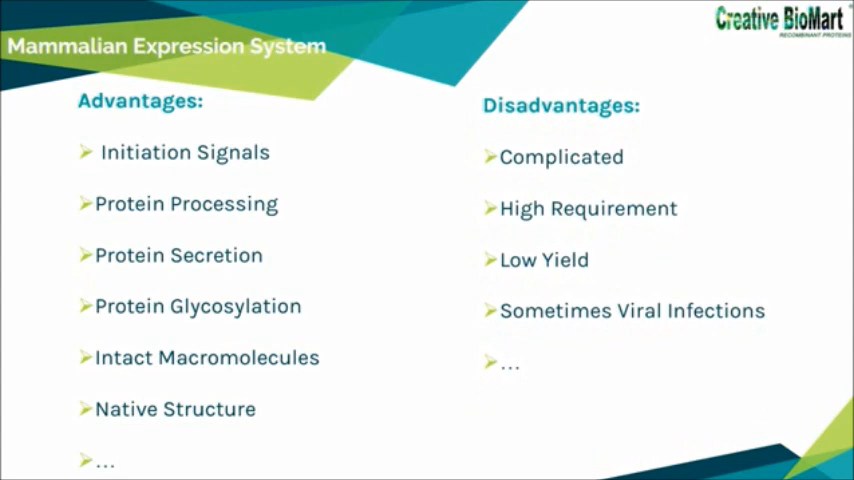 Creative BioMart
RECOMBINANT PROTEINS
Mammalian Expression System
Advantages:
Initiation Signals
Protein Processing
Protein Secretion
Protein Glycosylation
Intact Macromolecules
Native Structure
...
Disadvantages:
Complicated
High Requirement
Low Yield
Sometimes Viral Infections
...